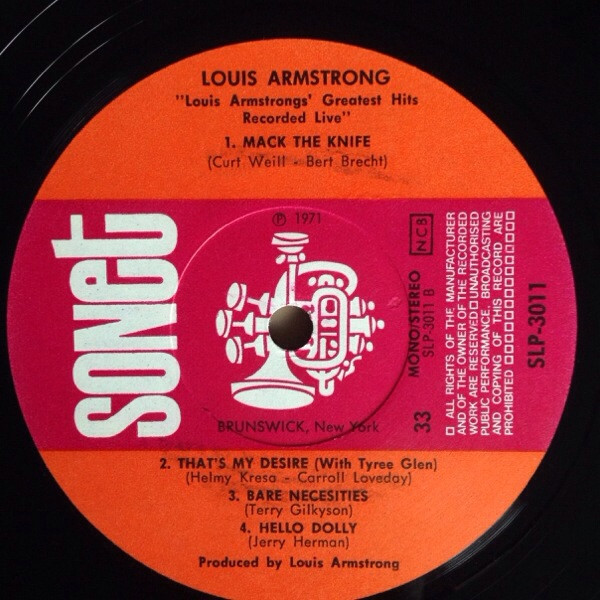 LOUIS ARMSTRONG
"Louis Armstrongs' Greatest Hits
Recorded Live"
1. MACK THE KNIFE
(Curt Weill - Bert Brecht)
sonet
℗ 1971
NCB
BRUNSWICK, New York
33
MONO/STEREO
SLP-3011 B
□ ALL RIGHTS OF THE MANUFACTURER
AND/OF THE OWNER OF THE RECORDED
WORK ARE RESERVED □ UNAUTHORISED
PUBLIC PERFORMANCE, BROADCASTING
AND COPYING OF THIS RECORD ARE
PROHIBITED □□□□□□□□□□□□□
SLP-3011
2. THAT'S MY DESIRE (With Tyree Glen)
(Helmy Kresa - Carroll Loveday)
3. BARE NECESITIES
(Terry Gilkyson)
4. HELLO DOLLY
(Jerry Herman)
Produced by Louis Armstrong